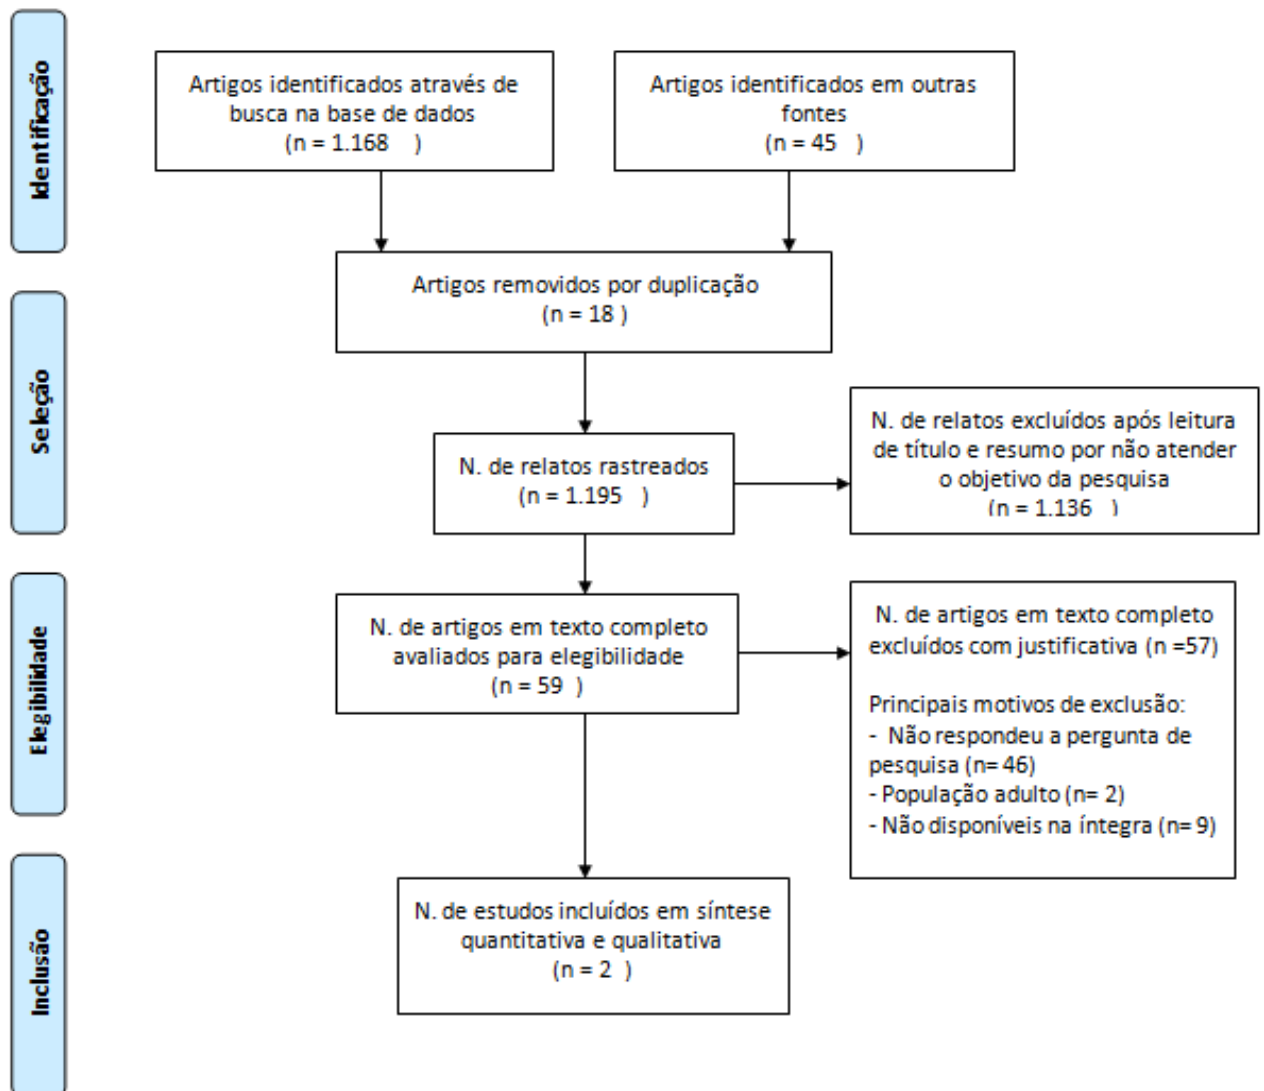 Identificação
Artigos identificados através de
busca na base de dados
(n = 1.168 )
Artigos identificados em outras
fontes
(n = 45 )
Artigos removidos por duplicação
(n = 18 )
Seleção
N. de relatos rastreados
(n = 1.195 )
N. de relatos excluídos após leitura
de título e resumo por não atender
o objetivo da pesquisa
(n = 1.136 )
Elegibilidade
N. de artigos em texto completo
avaliados para elegibilidade
(n = 59 )
N. de artigos em texto completo
excluídos com justificativa (n =57)
Principais motivos de exclusão:
- Não respondeu a pergunta de
pesquisa (n= 46)
- População adulto (n= 2)
- Não disponíveis na íntegra (n= 9)
Inclusão
N. de estudos incluídos em síntese
quantitativa e qualitativa
(n = 2 )